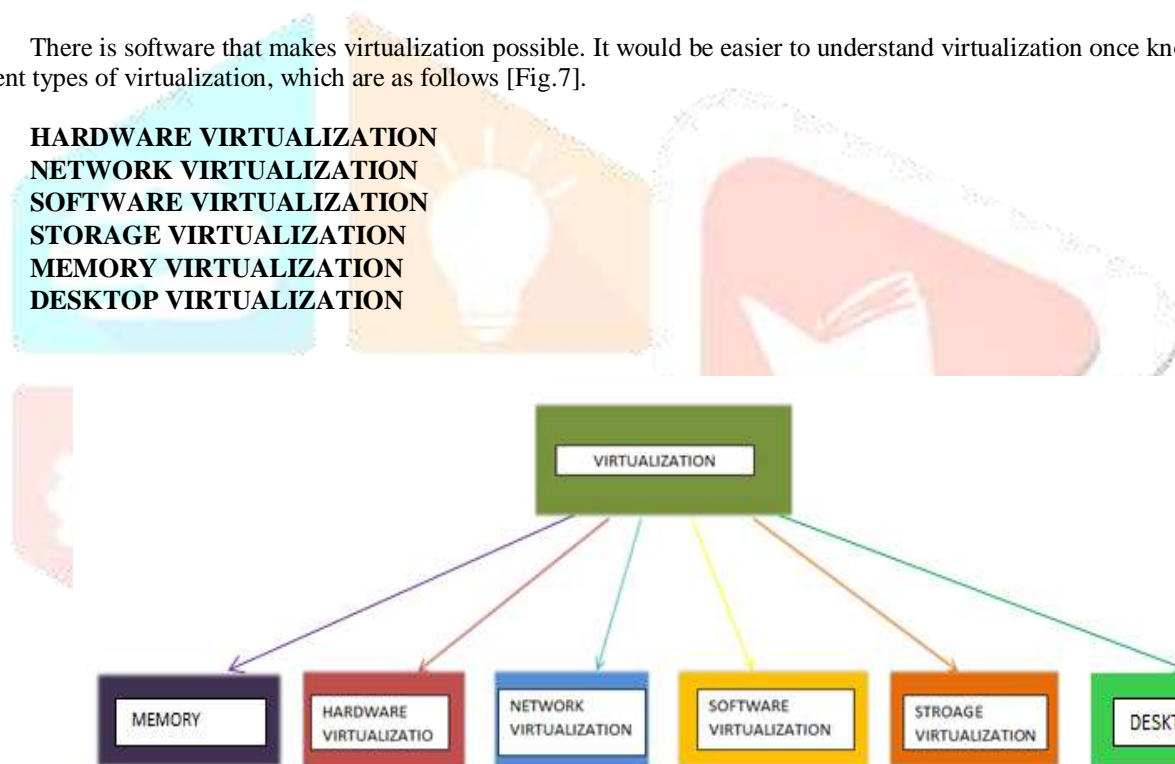 There is software that makes virtualization possible. It would be easier to understand virtualization once kno
ent types of virtualization, which are as follows [Fig.7].
HARDWARE VIRTUALIZATION
NETWORK VIRTUALIZATION
SOFTWARE VIRTUALIZATION
STORAGE VIRTUALIZATION
MEMORY VIRTUALIZATION
DESKTOP VIRTUALIZATION
VIRTUALIZATION
MEMORY
HARDWARE
VIRTUALIZATIO
NETWORK
VIRTUALIZATION
SOFTWARE
VIRTUALIZATION
STROAGE
VIRTUALIZATION
DESKT